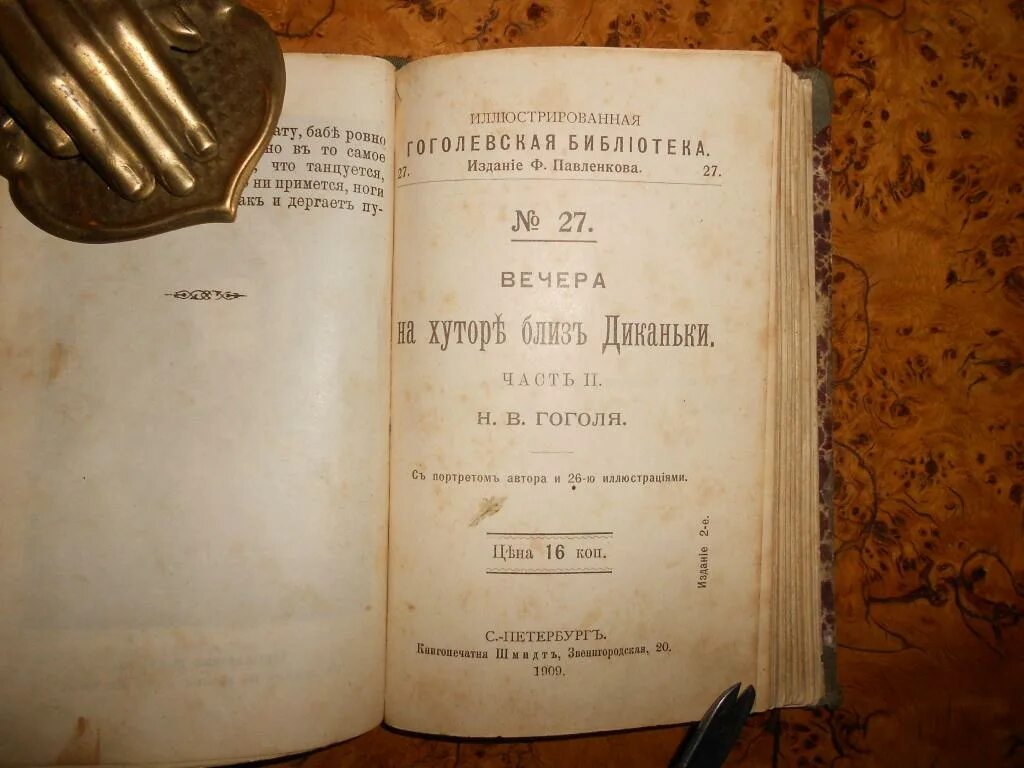 ату, бабѣ ровно
но въ то самое
что танцуется,
ни примется, ноги
акъ и дергаетъ пу-
ИЛЛЮСТРИРОВАННАЯ
ГОГОЛЕВСКАЯ БИБЛІОТЕКА.
27. Изданіе Ф. Павленкова. 27.
№ 27.
ВЕЧЕРА
на хуторѣ близъ Диканьки.
ЧАСТЬ II.
Н. В. ГОГОЛЯ.
Съ портретомъ автора и 26-ю иллюстраціями.
Цѣна 16 коп.
Изданіе 2-е.
С.-ПЕТЕРБУРГЪ.
Книгопечатня Шмидтъ, Звенигородская, 20.
1909.